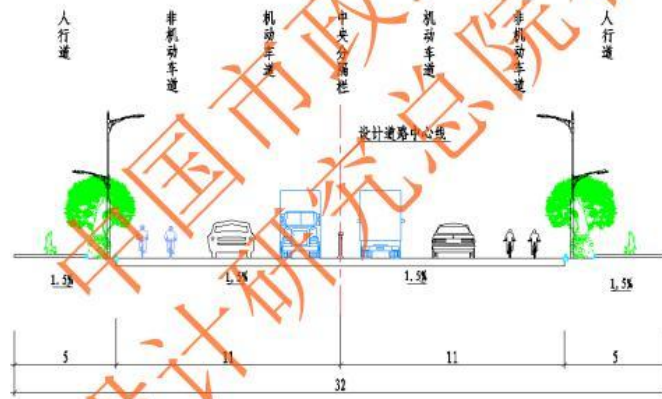 人行道
非机动车道
机动车道
中央分隔栏
机动车道
非机动车道
人行道
设计道路中心线
1.5%
1.5%
1.5%
1.5%
5
11
11
5
32
中国市政
设计研究总院